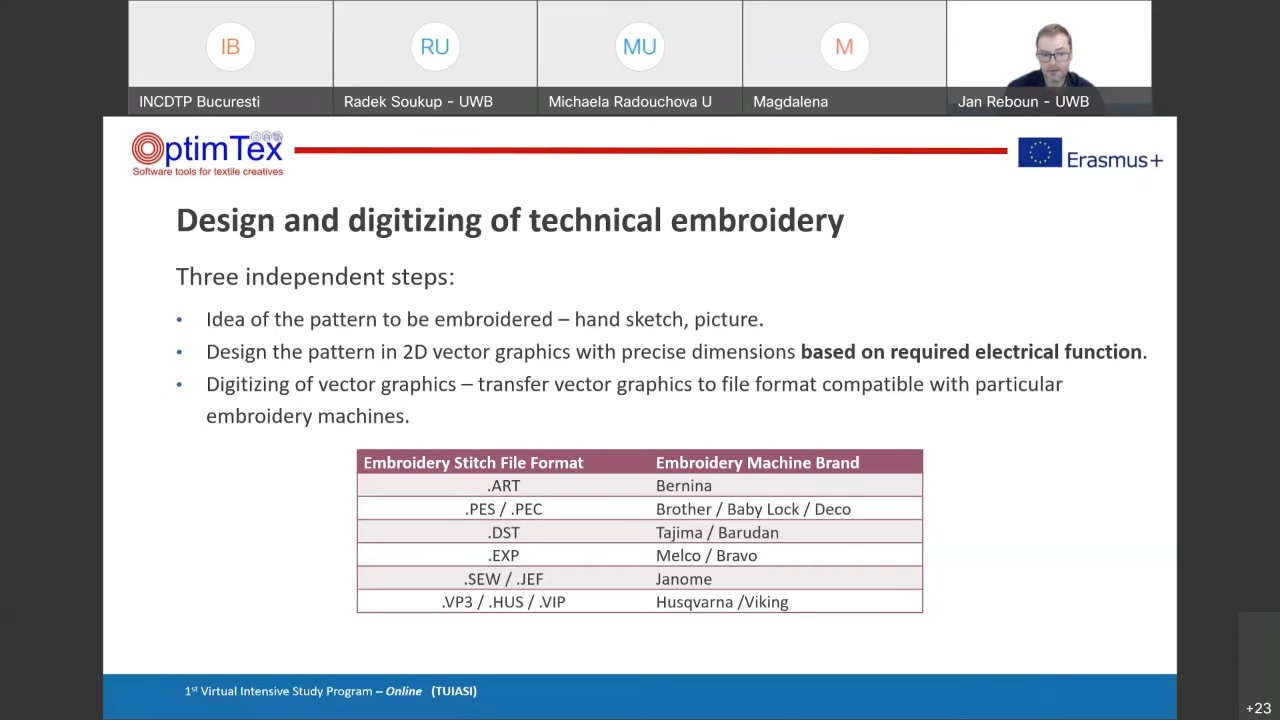 IB
RU
MU
M
INCDTP Bucuresti
Radek Soukup - UWB
Michaela Radouchova U
Magdalena
Jan Reboun - UWB
OptimTex
Software tools for textile creatives
Erasmus+
Design and digitizing of technical embroidery
Three independent steps:
• Idea of the pattern to be embroidered – hand sketch, picture.
• Design the pattern in 2D vector graphics with precise dimensions based on required electrical function.
• Digitizing of vector graphics – transfer vector graphics to file format compatible with particular
embroidery machines.
Embroidery Stitch File Format Embroidery Machine Brand
.ART Bernina
.PES / .PEC Brother / Baby Lock / Deco
.DST Tajima / Barudan
.EXP Melco / Bravo
.SEW / .JEF Janome
.VP3 / .HUS / .VIP Husqvarna /Viking
1st Virtual Intensive Study Program – Online (TUIASI)
+23